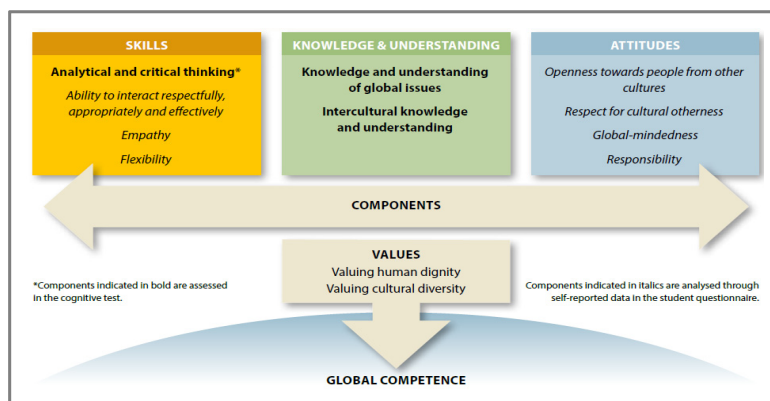 SKILLS
Analytical and critical thinking*
Ability to interact respectfully,
appropriately and effectively
Empathy
Flexibility
KNOWLEDGE & UNDERSTANDING
Knowledge and understanding
of global issues
Intercultural knowledge
and understanding
ATTITUDES
Openness towards people from other
cultures
Respect for cultural otherness
Global-mindedness
Responsibility
COMPONENTS
VALUES
Valuing human dignity
Valuing cultural diversity
*Components indicated in bold are assessed
in the cognitive test.
Components indicated in italics are analysed through
self-reported data in the student questionnaire.
GLOBAL COMPETENCE